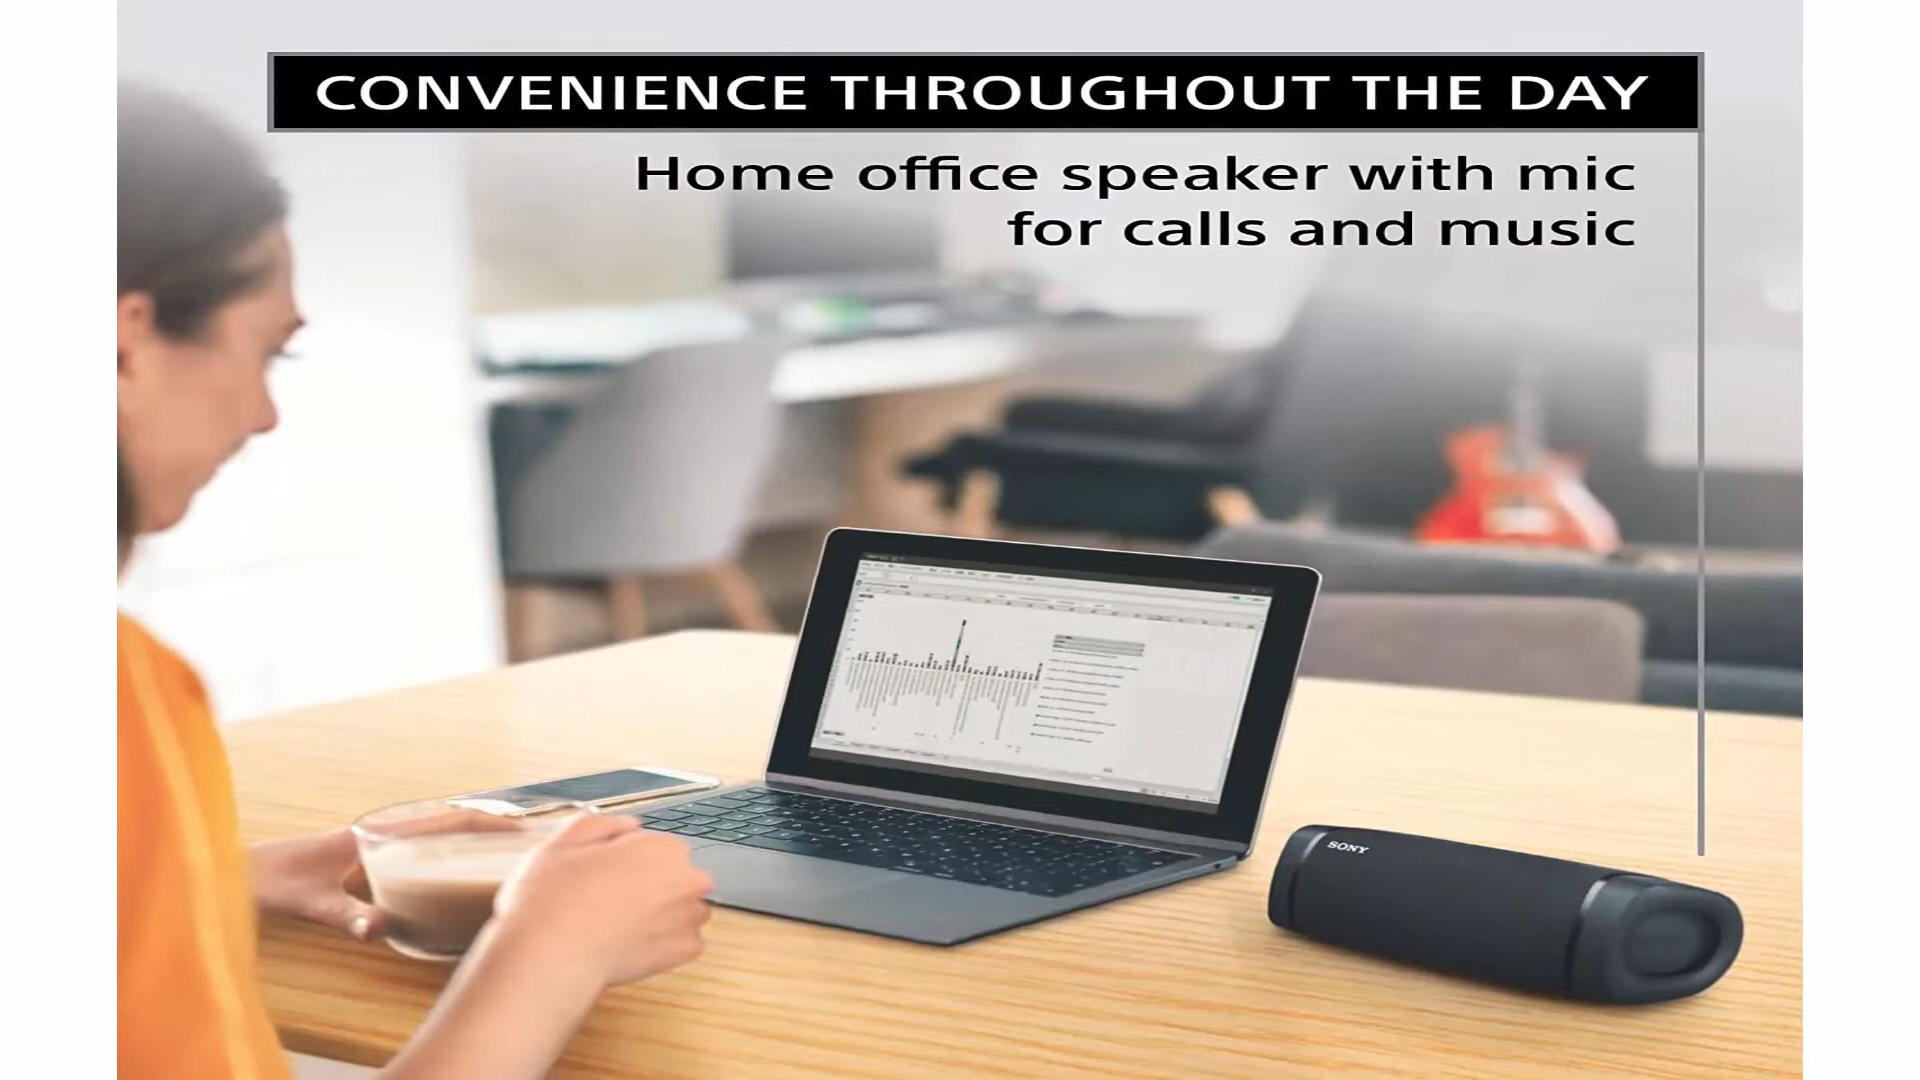 CONVENIENCE THROUGHOUT THE DAY
Home office speaker with mic
for calls and music
SONY